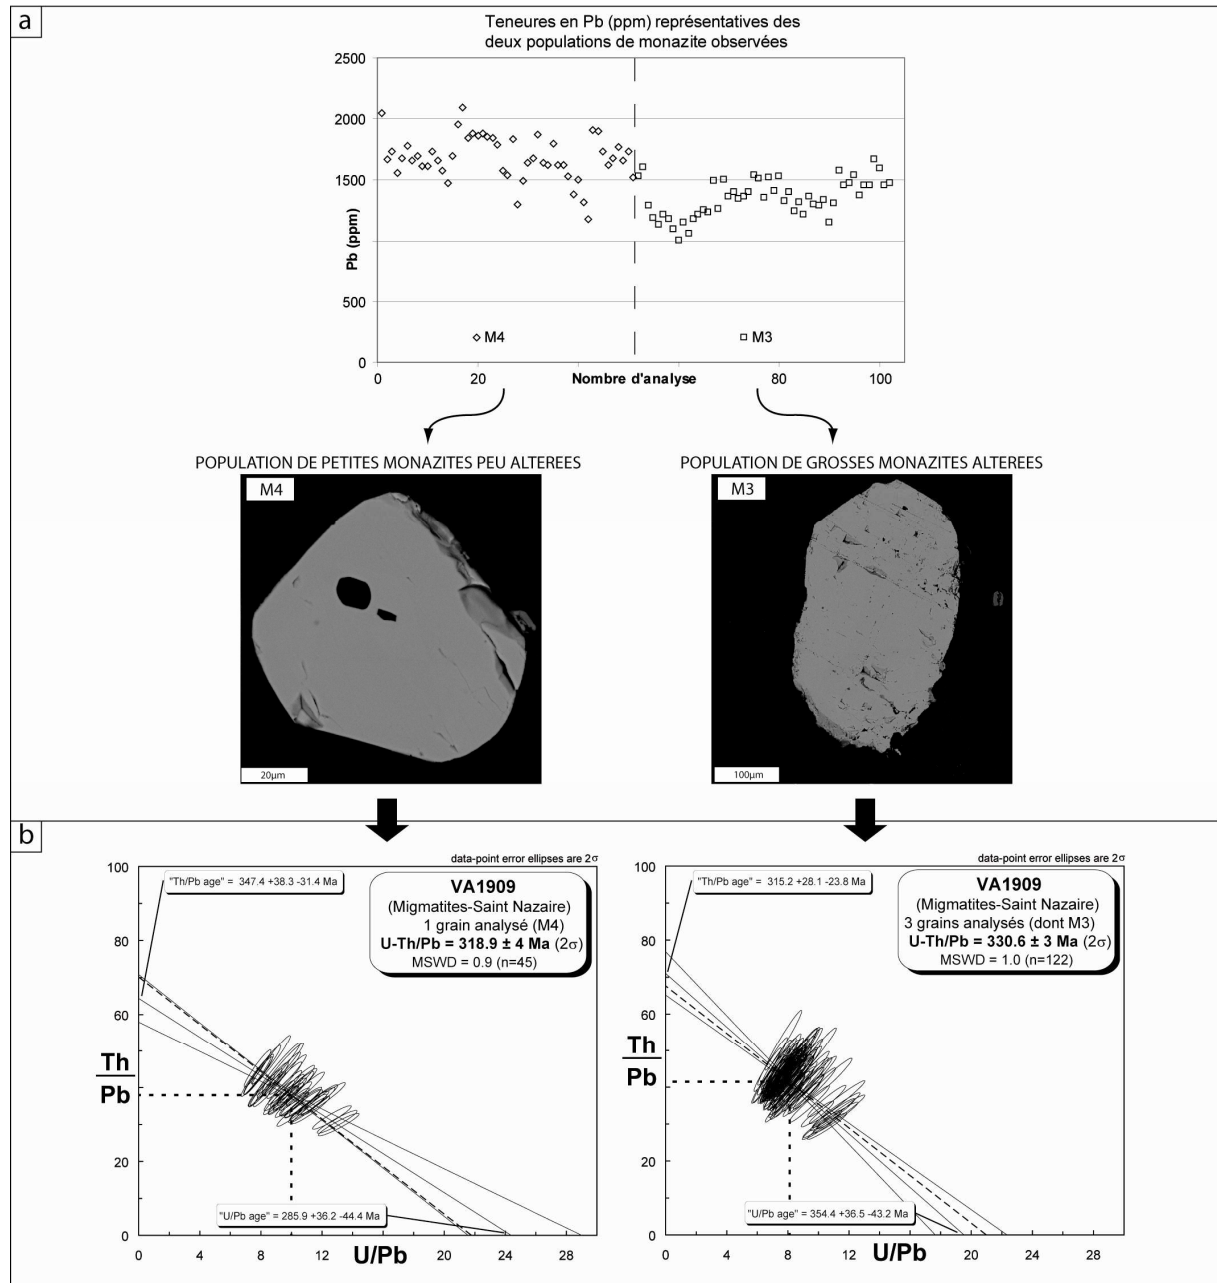 a
Teneures en Pb (ppm) représentatives des
deux populations de monazite observées
2500
2000
1500
1000
500
0
Pb (ppm)
M4
M3
0
20
Nombre d'analyse
80
100
POPULATION DE PETITES MONAZITES PEU ALTEREES
M4
20µm
POPULATION DE GROSSES MONAZITES ALTEREES
M3
100µm
b
data-point error ellipses are 2σ
"Th/Pb age" = 347.4 +38.3 -31.4 Ma
VA1909
(Migmatites-Saint Nazaire)
1 grain analysé (M4)
U-Th/Pb = 318.9 ± 4 Ma (2σ)
MSWD = 0.9 (n=45)
100
80
60
40
20
0
Th
Pb
"U/Pb age" = 285.9 +36.2 -44.4 Ma
0
4
8
12
16
20
24
28
U/Pb
data-point error ellipses are 2σ
"Th/Pb age" = 315.2 +28.1 -23.8 Ma
VA1909
(Migmatites-Saint Nazaire)
3 grains analysés (dont M3)
U-Th/Pb = 330.6 ± 3 Ma (2σ)
MSWD = 1.0 (n=122)
100
80
60
40
20
0
Th
Pb
"U/Pb age" = 354.4 +36.5 -43.2 Ma
0
4
8
12
16
20
24
28
U/Pb